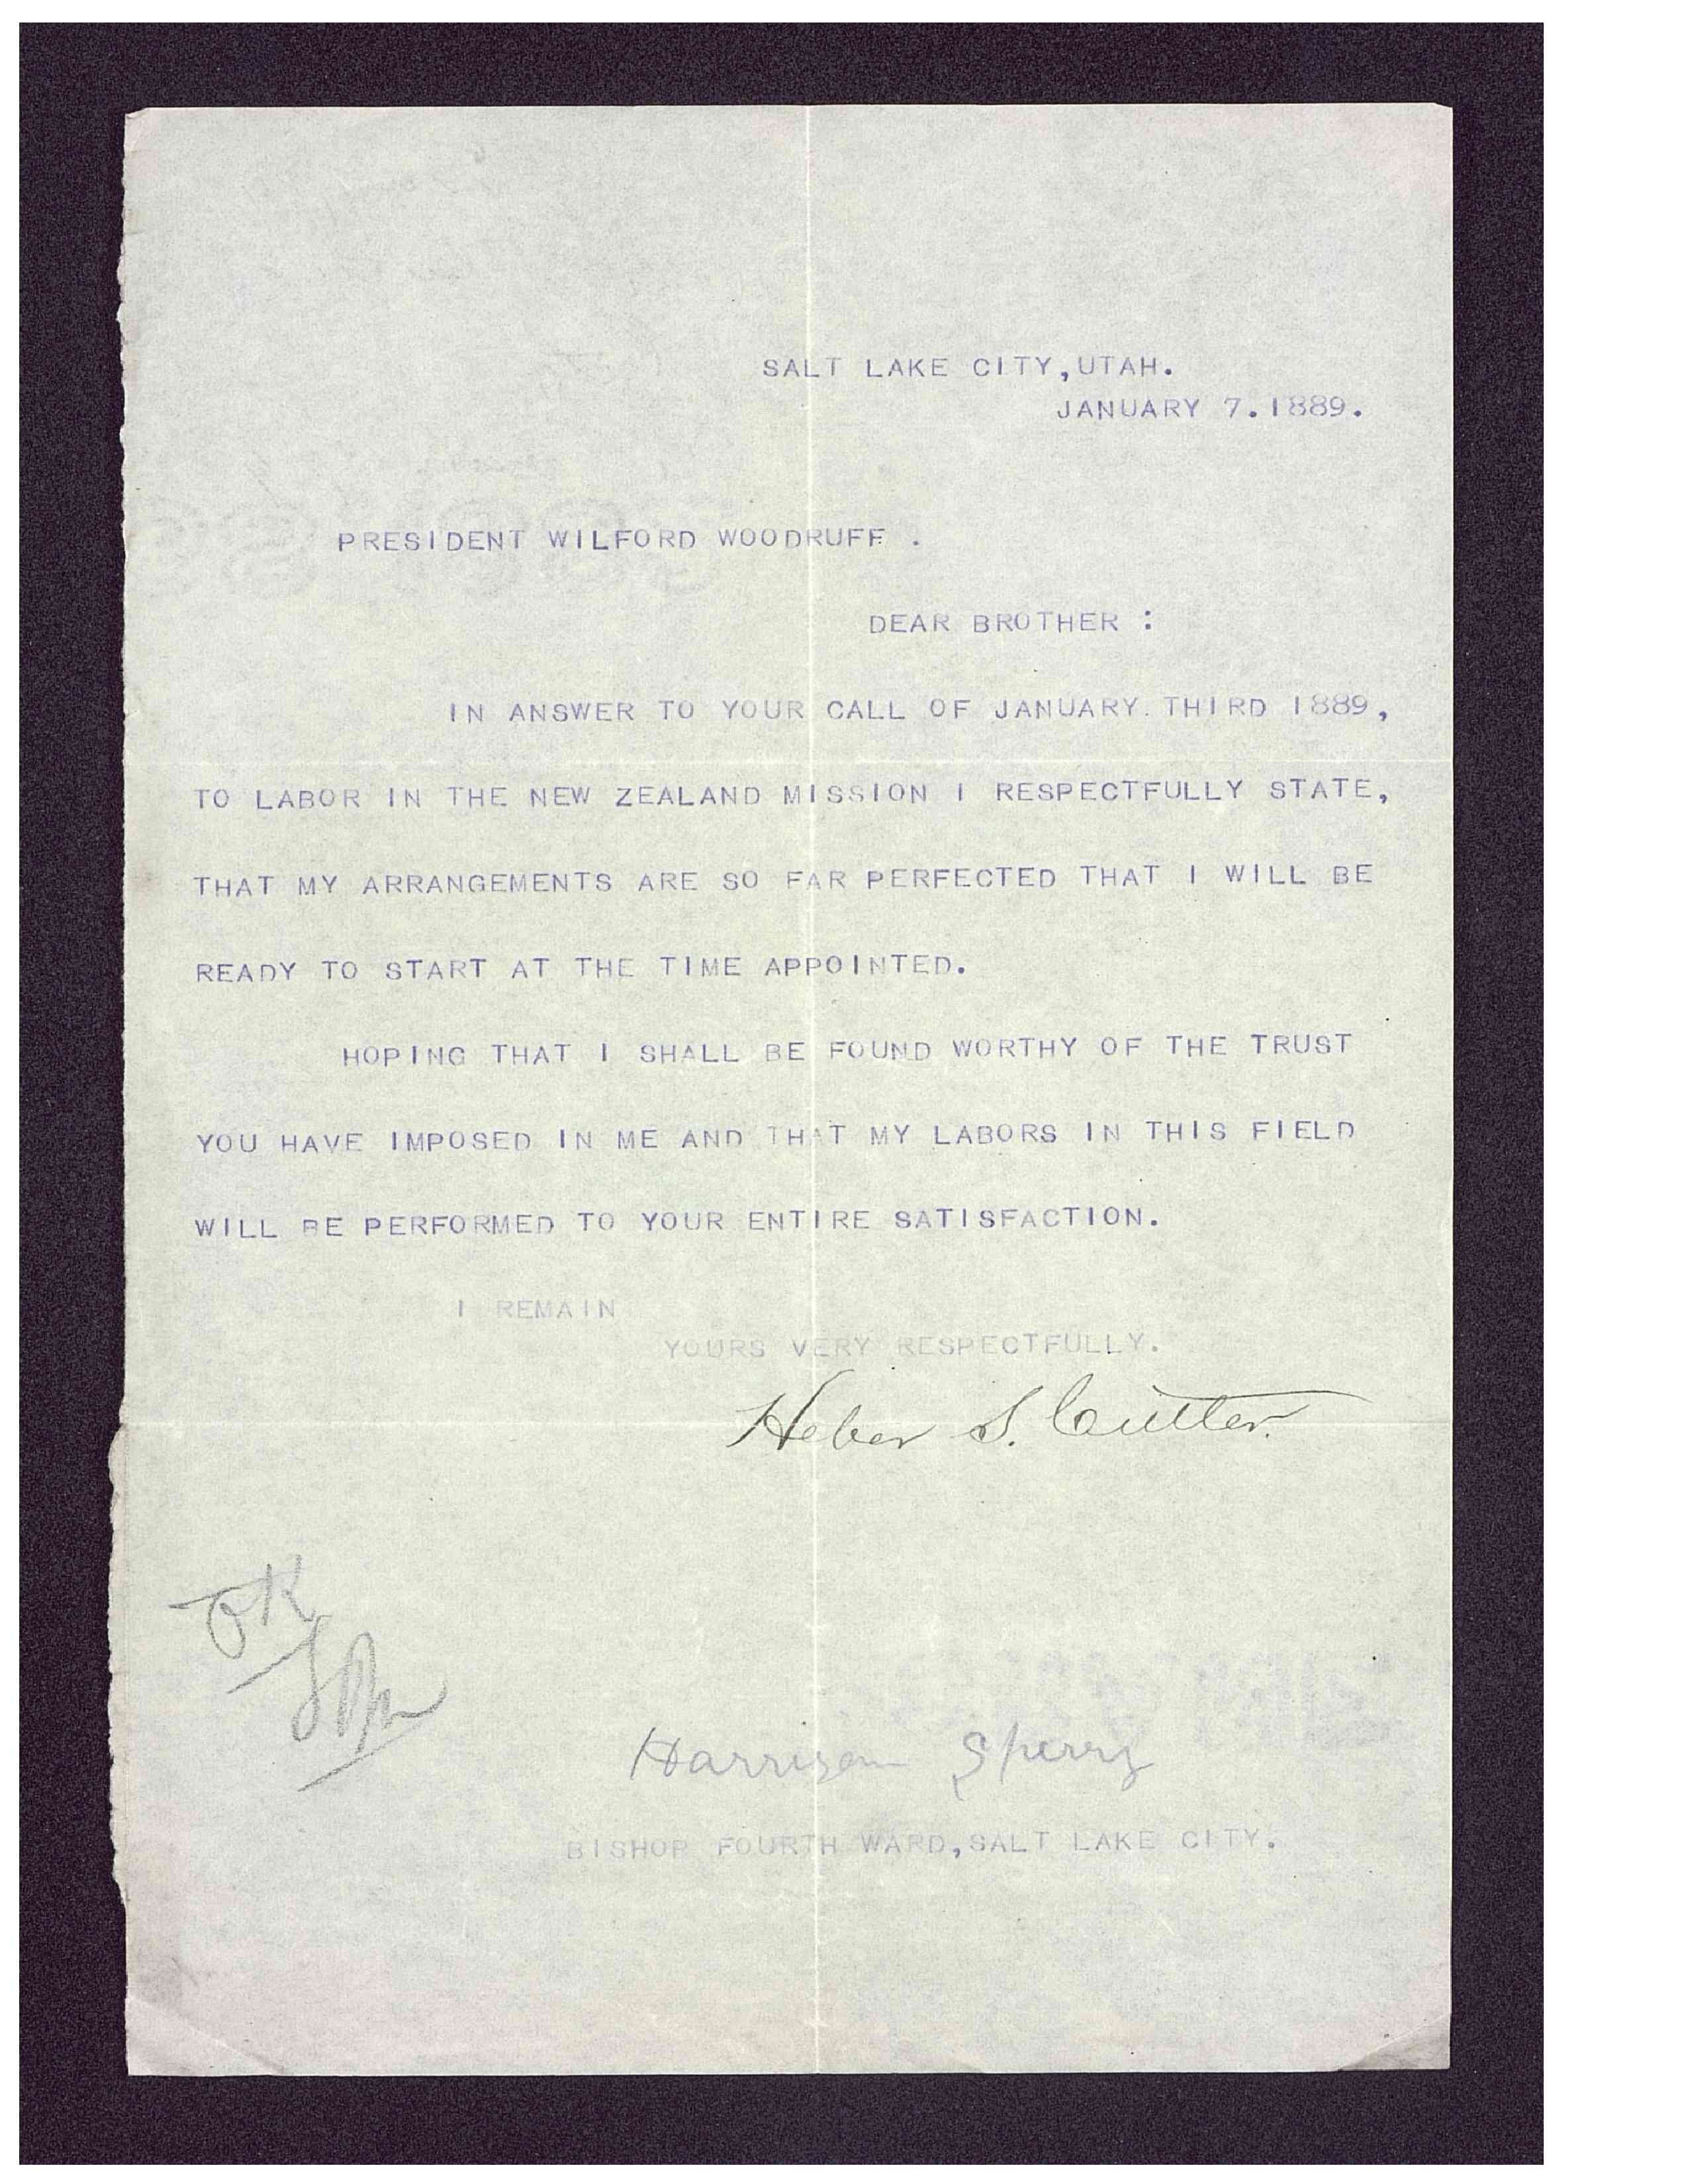 SALT LAKE CITY,UTAH.
JANUARY 7.1889.
PRESIDENT WILFORD WOODRUFF .
DEAR BROTHER :
IN ANSWER TO YOUR CALL OF JANUARY.THIRD 1889,
TO LABOR IN THE NEW ZEALAND MISSION I RESPECTFULLY STATE,
THAT MY ARRANGEMENTS ARE SO FAR PERFECTED THAT I WILL BE
READY TO START AT THE TIME APPOINTED.
HOPING THAT I SHALL BE FOUND WORTHY OF THE TRUST
YOU HAVE IMPOSED IN ME AND THAT MY LABORS IN THIS FIELD
WILL BE PERFORMED TO YOUR ENTIRE SATISFACTION.
I REMAIN
YOURS VERY RESPECTFULLY.
Heber S. Cutler.
OK
Harrison Sperry
BISHOP FOURTH WARD,SALT LAKE CITY.